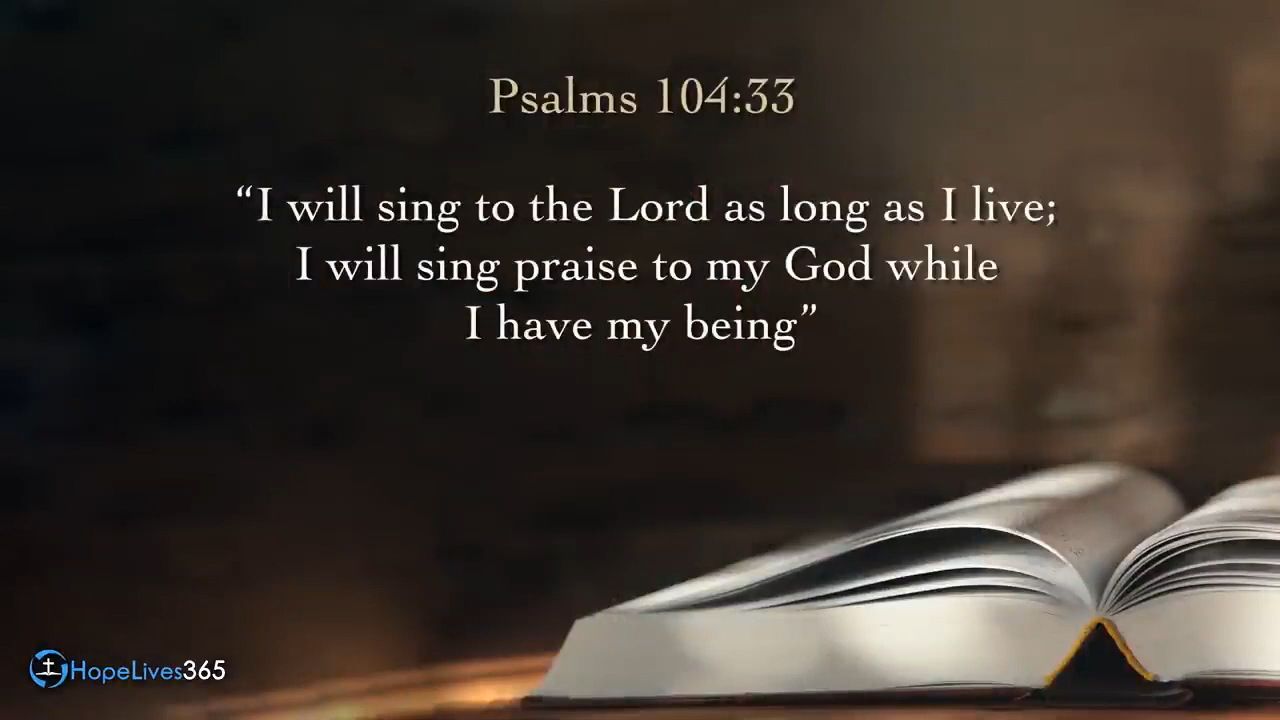 Psalms 104:33
“I will sing to the Lord as long as I live;
I will sing praise to my God while
I have my being”
HopeLives365